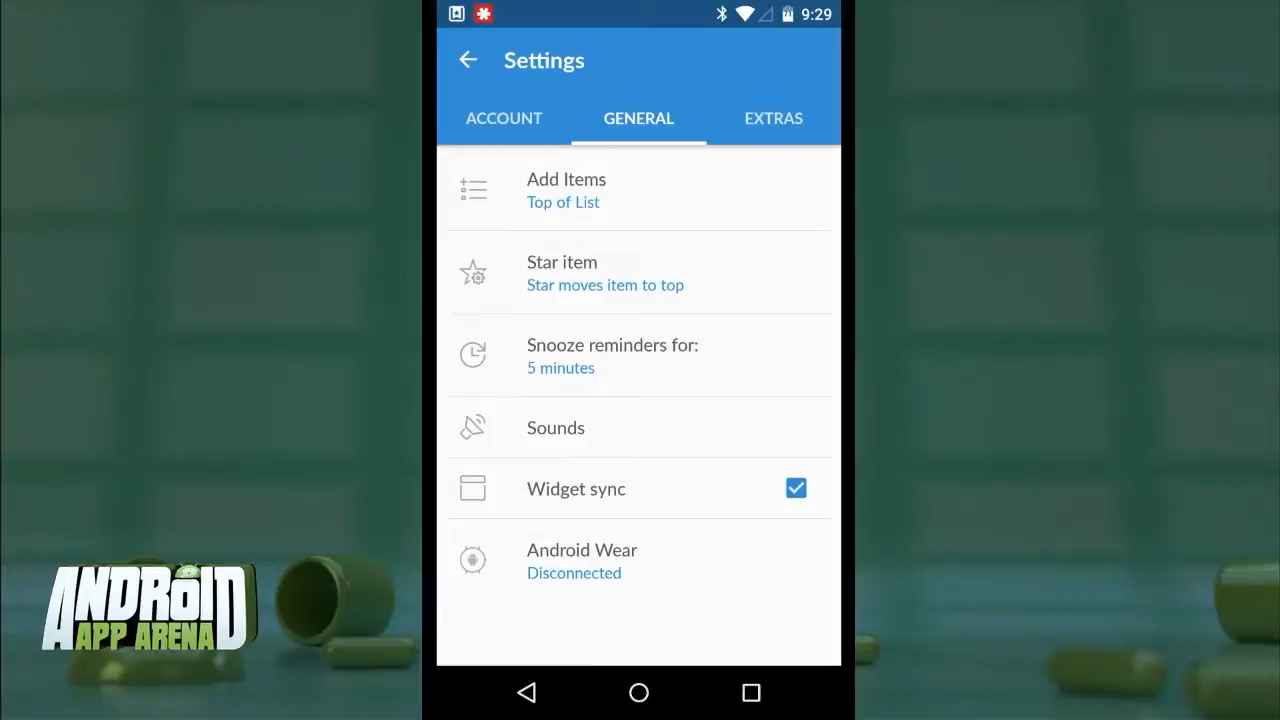 9:29
Settings
ACCOUNT GENERAL EXTRAS
Add Items
Top of List
Star item
Star moves item to top
Snooze reminders for:
5 minutes
Sounds
Widget sync
Android Wear
Disconnected
ANDROID
APP ARENA